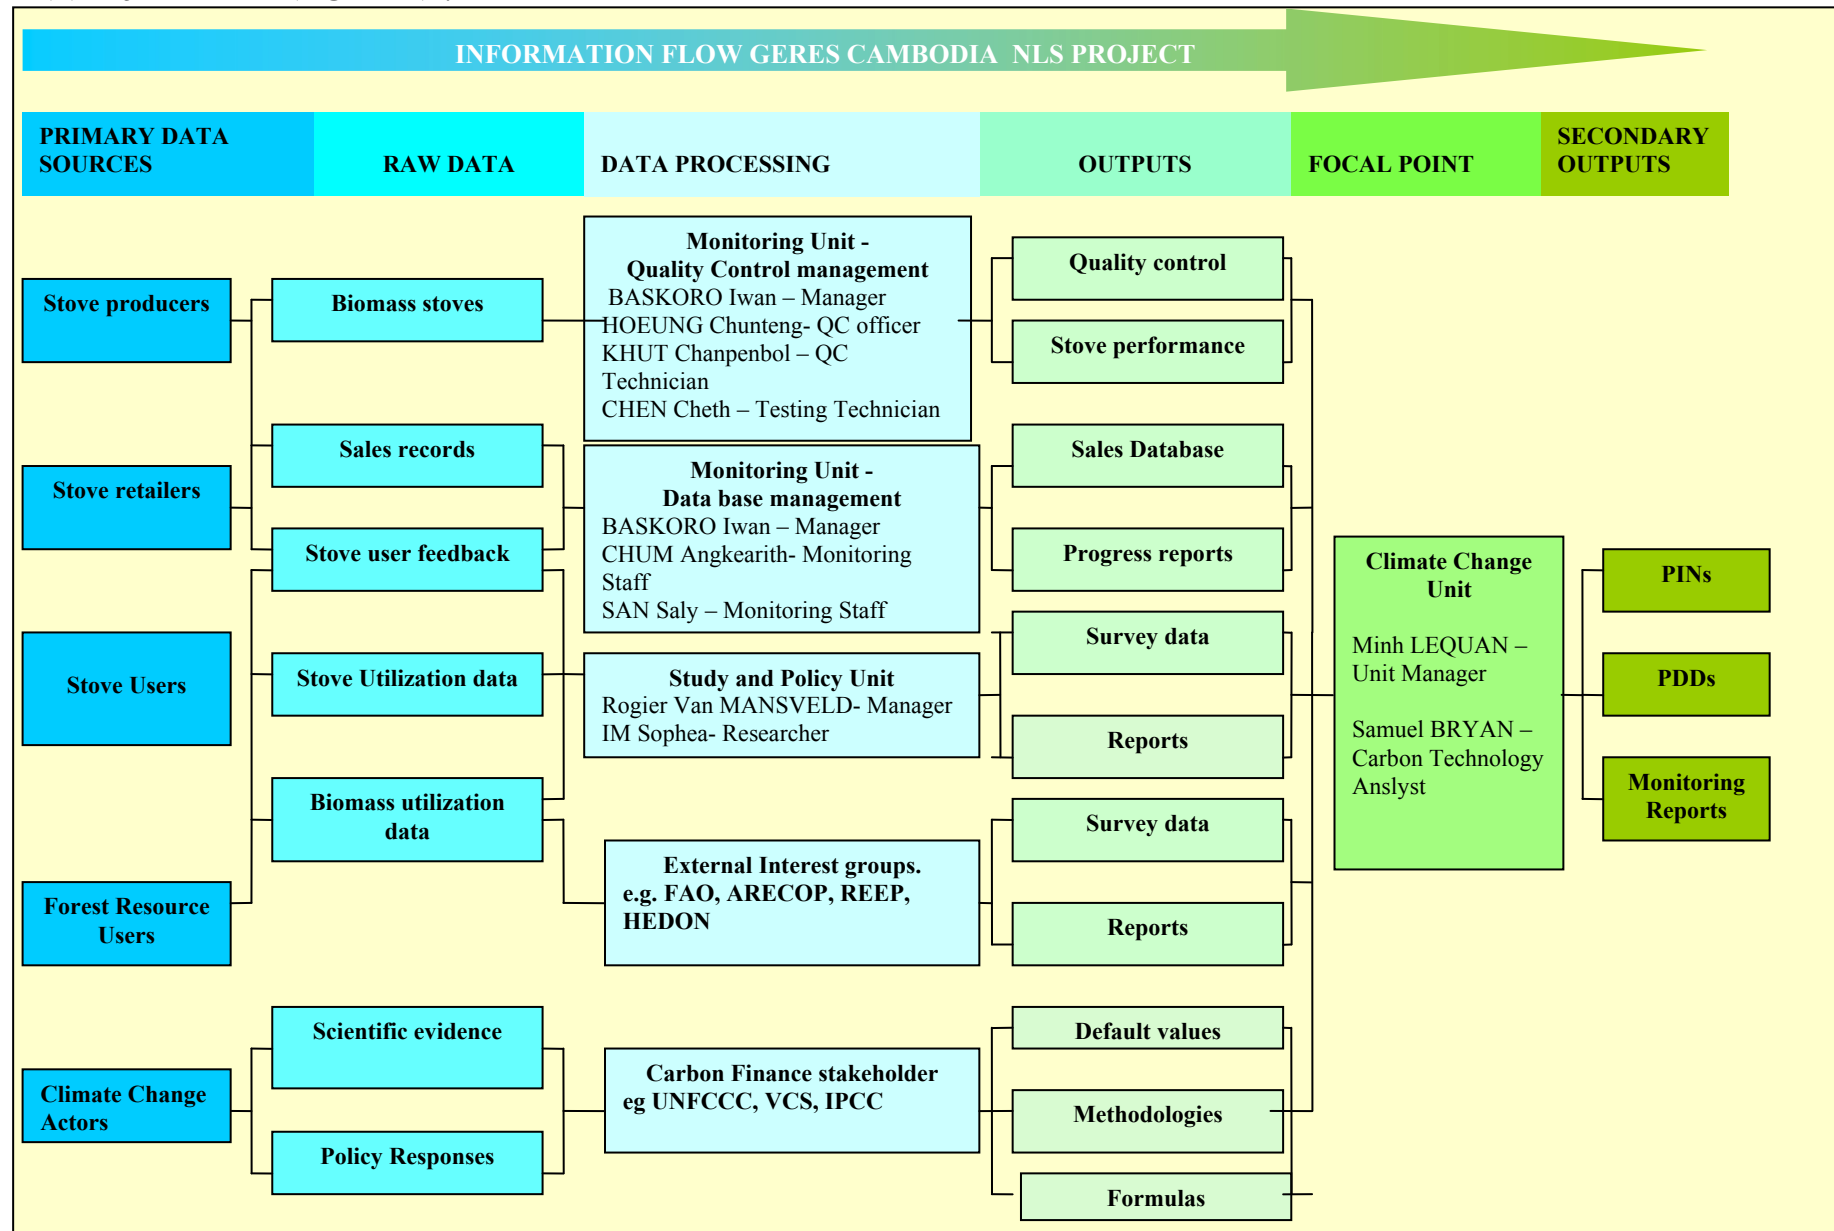 INFORMATION FLOW GERES CAMBODIA NLS PROJECT
PRIMARY DATA
SOURCES
RAW DATA
DATA PROCESSING
OUTPUTS
FOCAL POINT
SECONDARY
OUTPUTS
Stove producers
Stove retailers
Stove Users
Forest Resource
Users
Climate Change
Actors
Biomass stoves
Sales records
Stove user feedback
Stove Utilization data
Biomass utilization
data
Scientific evidence
Policy Responses
Monitoring Unit -
Quality Control management
BASKORO Iwan – Manager
HOEUNG Chunteng- QC officer
KHUT Chanpenbol – QC
Technician
CHEN Cheth – Testing Technician
Monitoring Unit -
Data base management
BASKORO Iwan – Manager
CHUM Angkearith- Monitoring
Staff
SAN Saly – Monitoring Staff
Study and Policy Unit
Rogier Van MANSVELD- Manager
IM Sophea- Researcher
External Interest groups.
e.g. FAO, ARECOP, REEP,
HEDON
Carbon Finance stakeholder
eg UNFCCC, VCS, IPCC
Quality control
Stove performance
Sales Database
Progress reports
Survey data
Reports
Survey data
Reports
Default values
Methodologies
Formulas
Climate Change
Unit
Minh LEQUAN –
Unit Manager
Samuel BRYAN –
Carbon Technology
Anslyst
PINs
PDDs
Monitoring
Reports